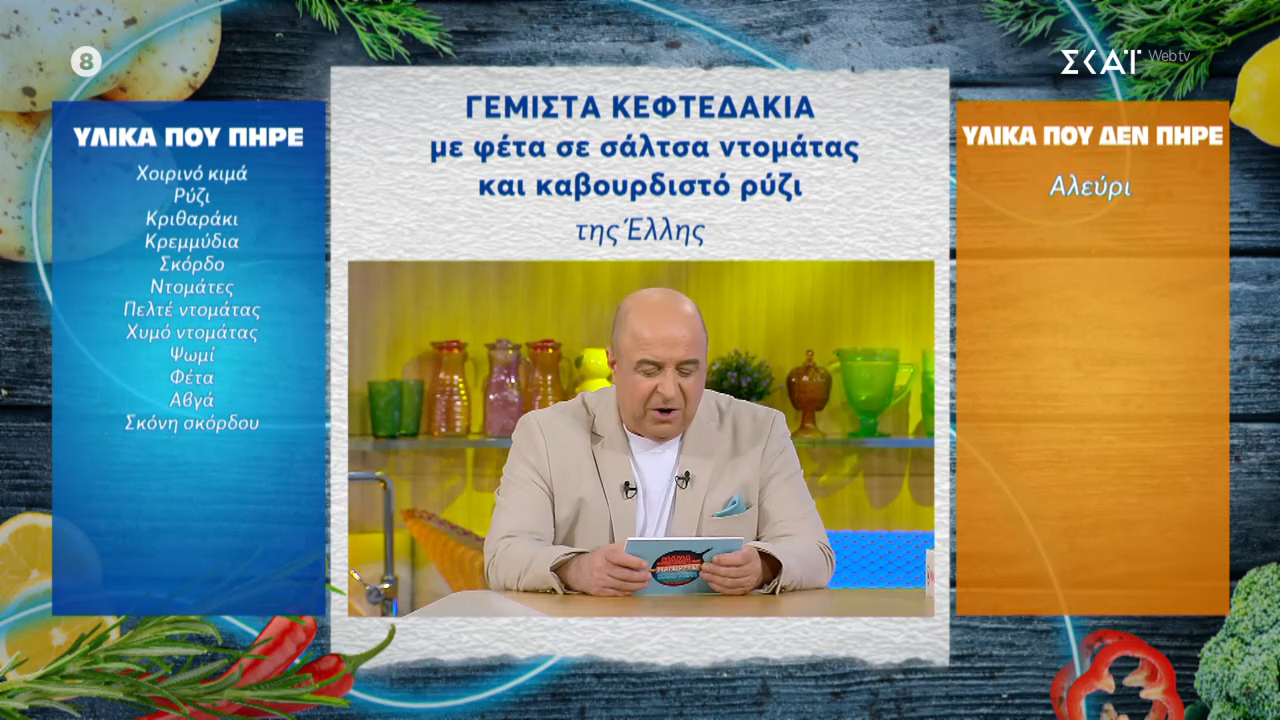 8
ΣΚΑΪ Webtv
ΓΕΜΙΣΤΑ ΚΕΦΤΕΔΑΚΙΑ
με φέτα σε σάλτσα ντομάτας
και καβουρδιστό ρύζι
της Έλλης
ΥΛΙΚΑ ΠΟΥ ΠΗΡΕ
Χοιρινό κιμά
Ρύζι
Κριθαράκι
Κρεμμύδια
Σκόρδο
Ντομάτες
Πελτέ ντομάτας
Χυμό ντομάτας
Ψωμί
Φέτα
Αβγά
Σκόνη σκόρδου
ΥΛΙΚΑ ΠΟΥ ΔΕΝ ΠΗΡΕ
Αλεύρι